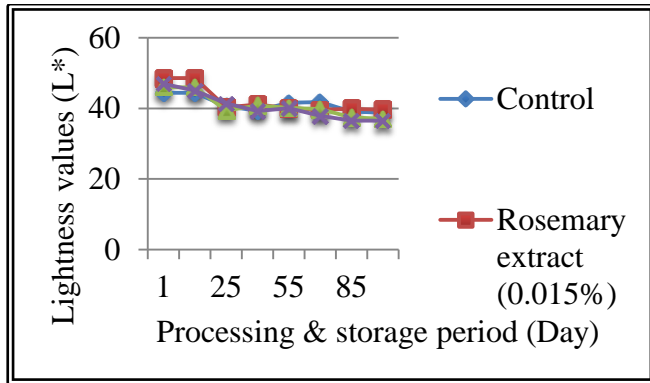 Lightness values (L*)
60
40
20
0
1 25 55 85
Processing & storage period (Day)
Control
Rosemary
extract
(0.015%)